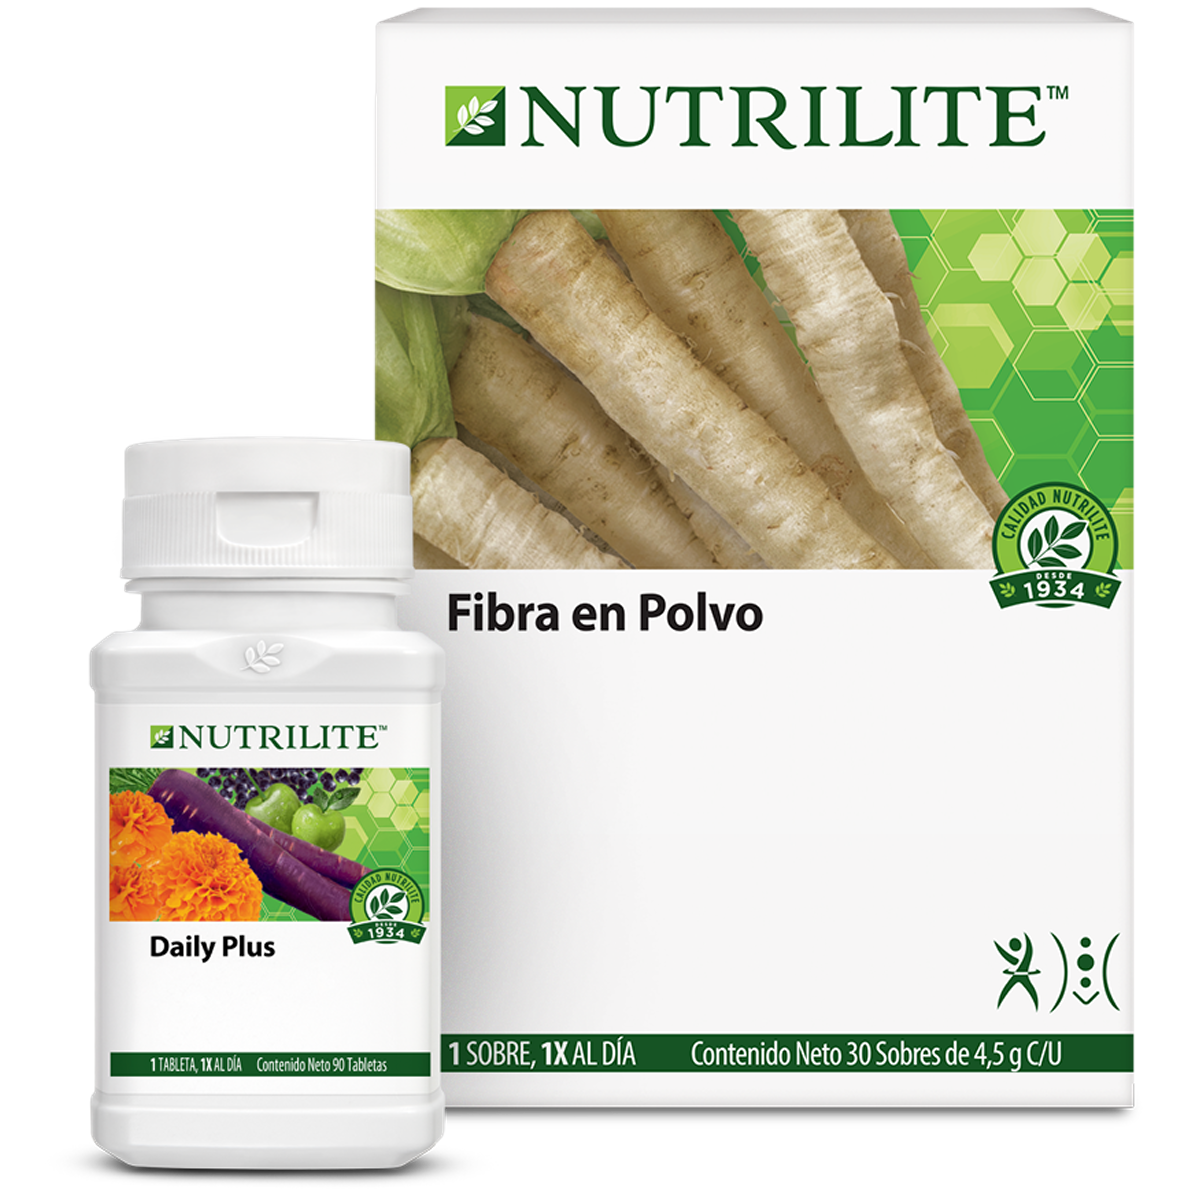 NUTRILITE™
CALIDAD NUTRILITE
DESDE
1934
Fibra en Polvo
1 SOBRE, 1X AL DÍA Contenido Neto 30 Sobres de 4,5 g C/U
NUTRILITE™
CALIDAD NUTRILITE
DESDE
1934
Daily Plus
1 TABLETA, 1X AL DÍA Contenido Neto 90 Tabletas